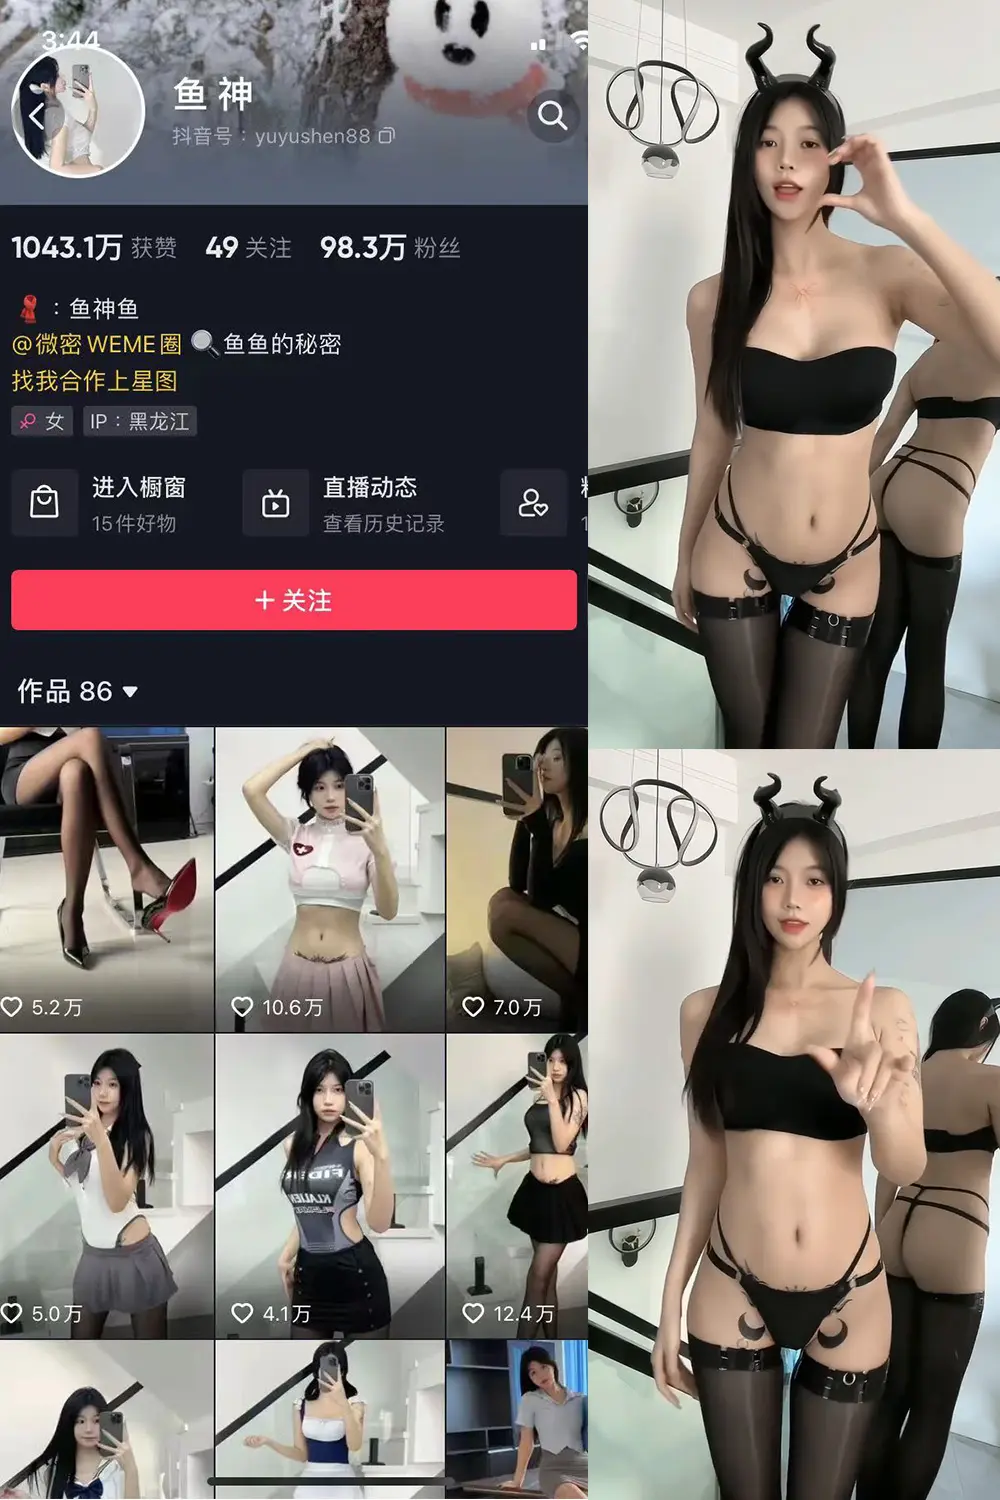 3:44
鱼神
抖音号：yuyushen88
1043.1万 获赞 49 关注 98.3万 粉丝
：鱼神鱼
@微密WEME圈 鱼鱼的秘密
找我合作上星图
女 IP：黑龙江
进入橱窗
15件好物
直播动态
查看历史记录
+ 关注
作品 86
5.2万
10.6万
7.0万
5.0万
4.1万
12.4万